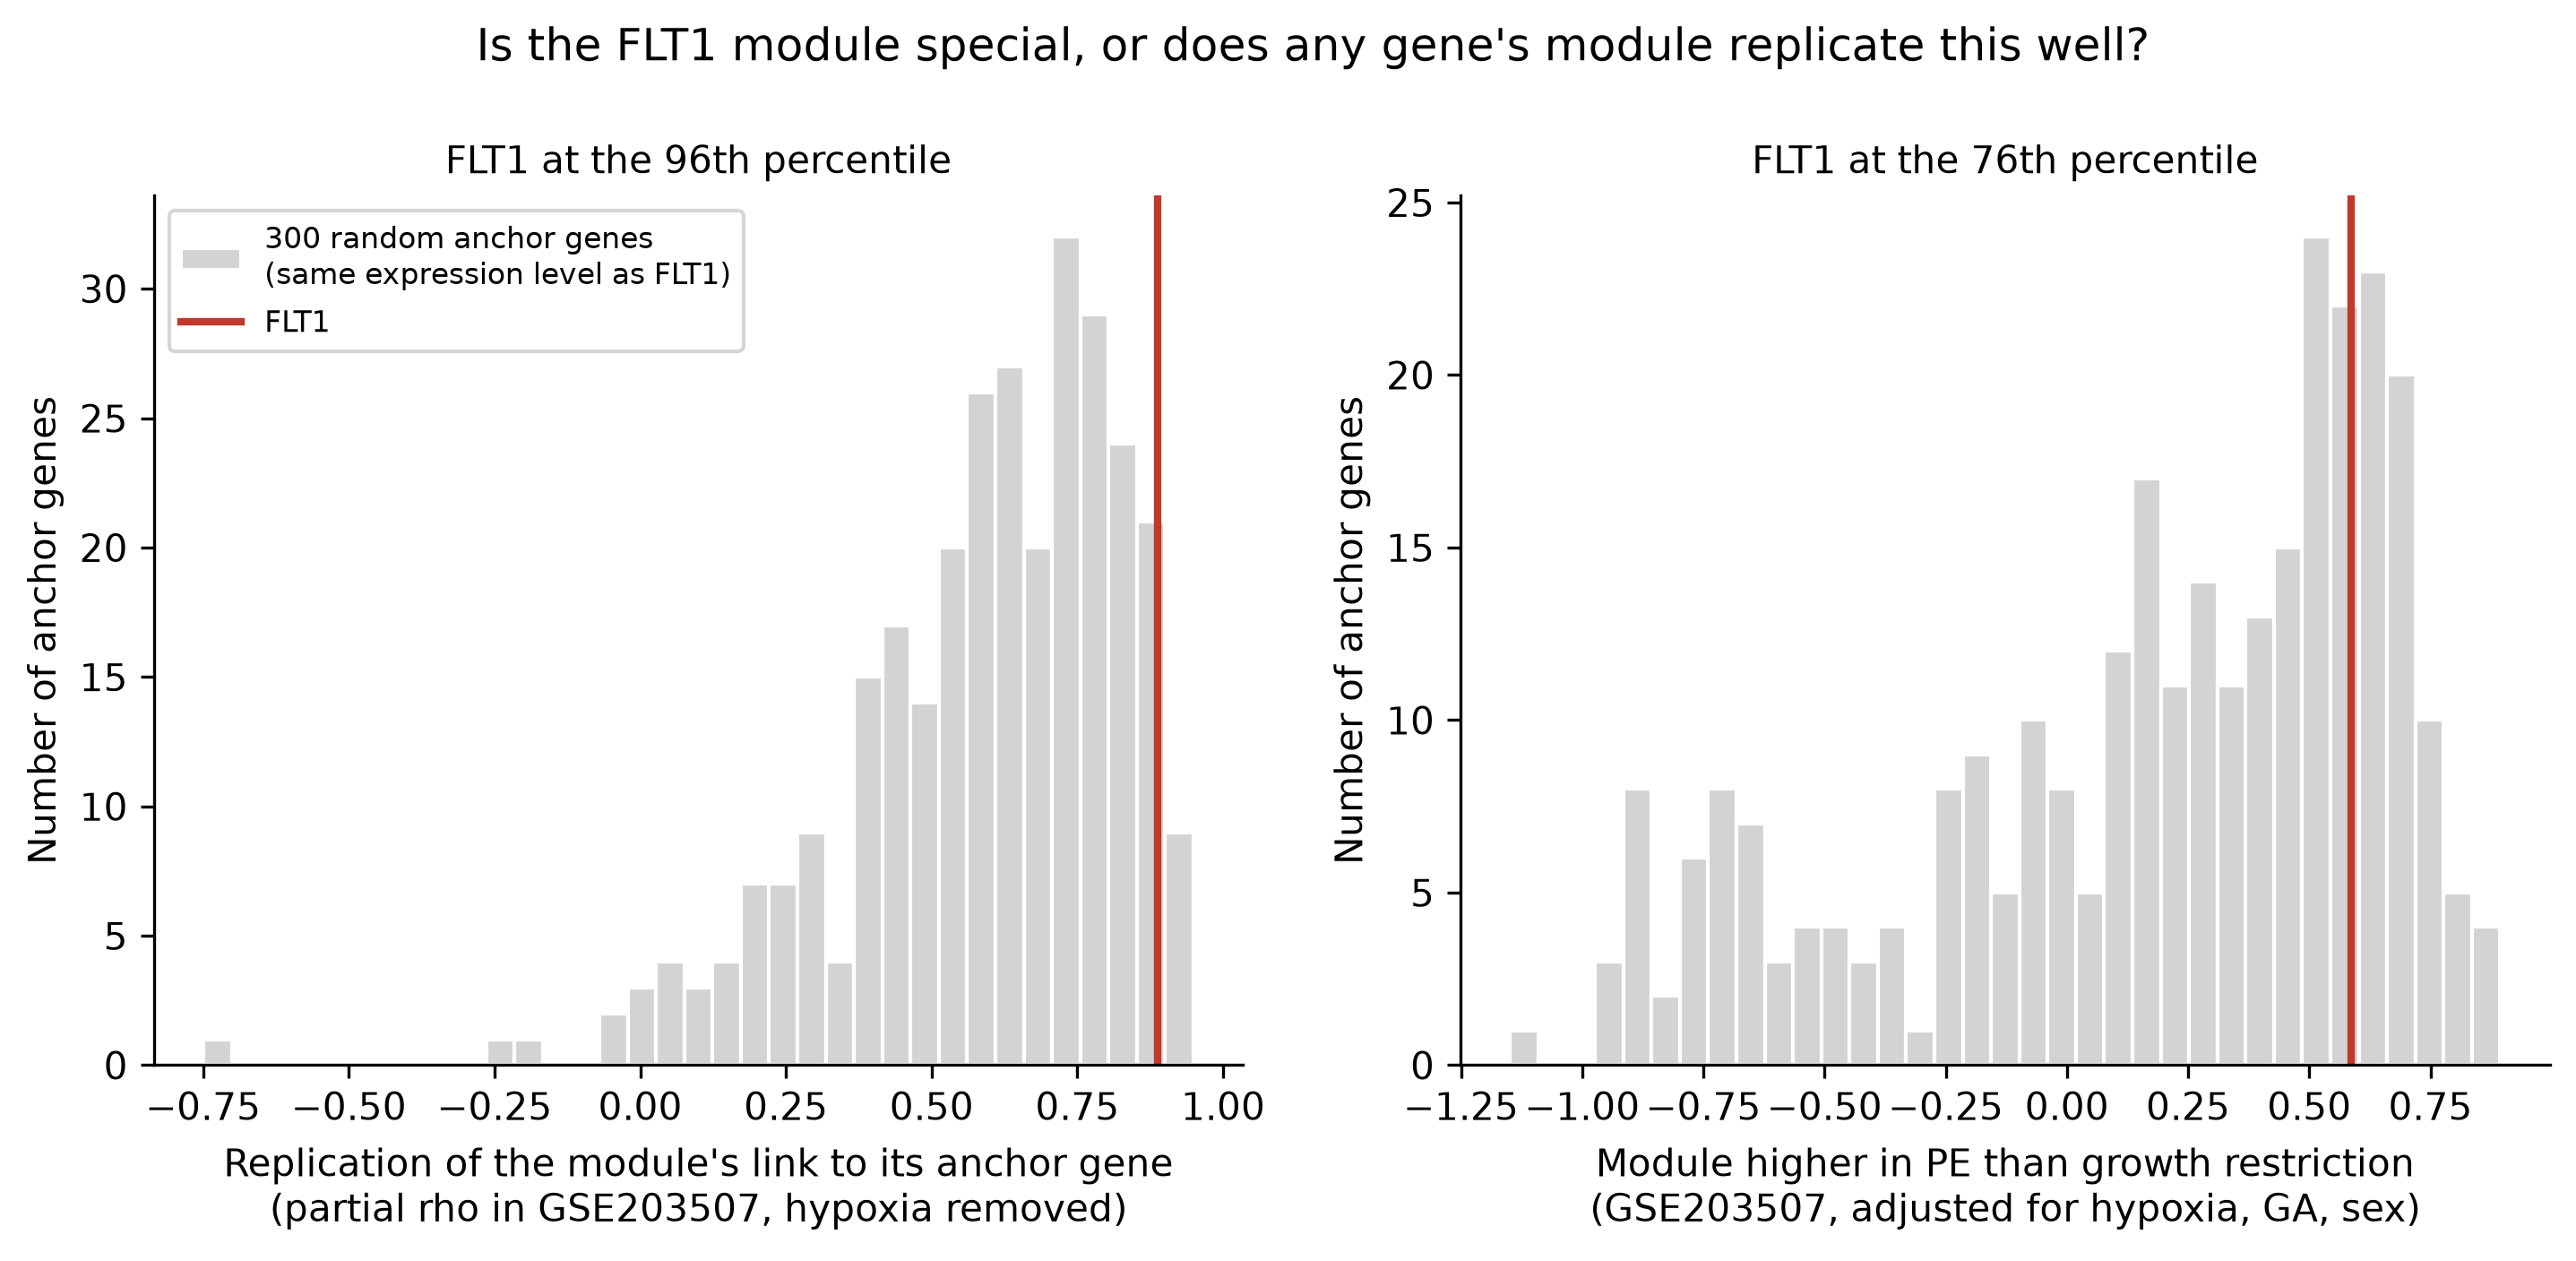 Is the FLT1 module special, or does any gene's module replicate this well?
FLT1 at the 96th percentile
300 random anchor genes
(same expression level as FLT1)
FLT1
Number of anchor genes
30
25
20
15
10
5
0
−0.75 −0.50 −0.25 0.00 0.25 0.50 0.75 1.00
Replication of the module's link to its anchor gene
(partial rho in GSE203507, hypoxia removed)
FLT1 at the 76th percentile
Number of anchor genes
25
20
15
10
5
0
−1.25 −1.00 −0.75 −0.50 −0.25 0.00 0.25 0.50 0.75
Module higher in PE than growth restriction
(GSE203507, adjusted for hypoxia, GA, sex)